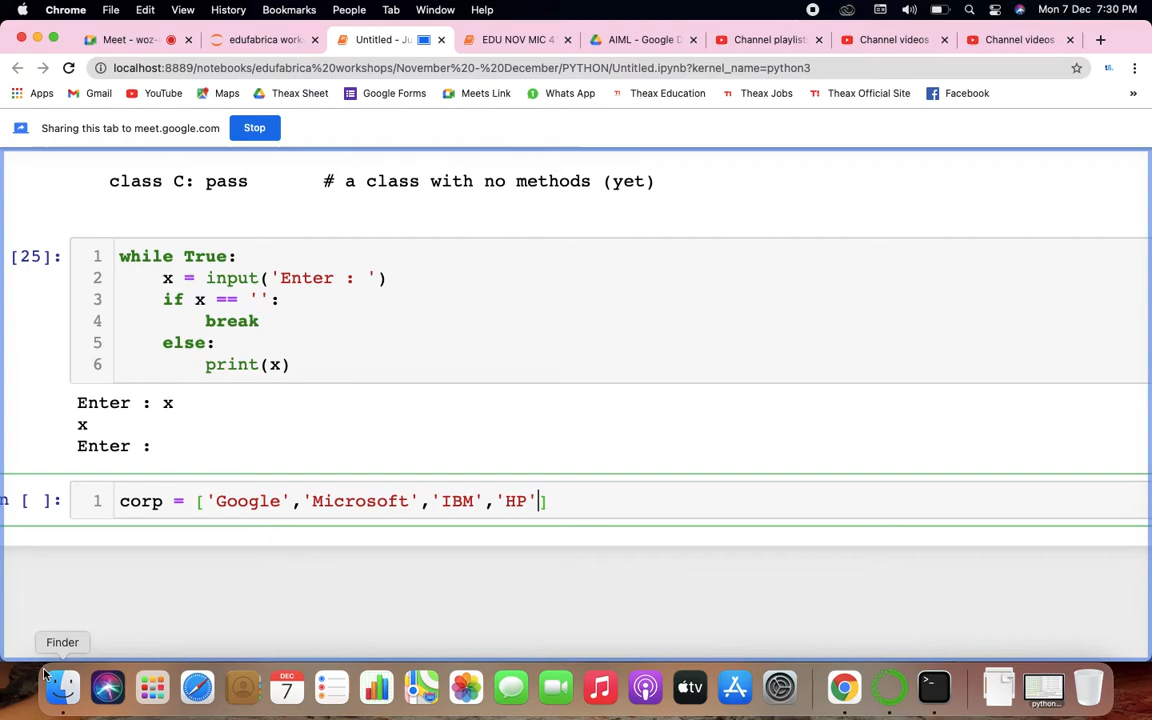 Chrome File Edit View History Bookmarks People Tab Window Help Mon 7 Dec 7:30 PM
Meet - woz- edufabrica work Untitled - Ju EDU NOV MIC 4 AIML - Google D Channel playlist Channel videos - Channel videos -
localhost:8889/notebooks/edufabrica%20workshops/November%20-%20December/PYTHON/Untitled.ipynb?kernel_name=python3
Apps Gmail YouTube Maps Theax Sheet Google Forms Meets Link Whats App Theax Education Theax Jobs Theax Official Site Facebook »
Sharing this tab to meet.google.com Stop
class C: pass # a class with no methods (yet)
[25]: 1 while True:
2 x = input('Enter : ')
3 if x == '':
4 break
5 else:
6 print(x)
Enter : x
x
Enter :
n [ ]: 1 corp = ['Google','Microsoft','IBM','HP']
Finder
DEC
7
tv
python...